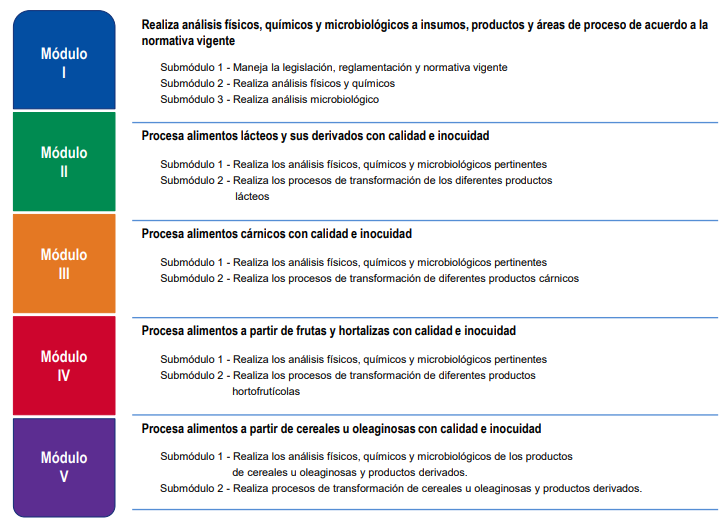 Módulo
I
Realiza análisis físicos, químicos y microbiológicos a insumos, productos y áreas de proceso de acuerdo a la
normativa vigente
Submódulo 1 - Maneja la legislación, reglamentación y normativa vigente
Submódulo 2 - Realiza análisis físicos y químicos
Submódulo 3 - Realiza análisis microbiológico
Módulo
II
Procesa alimentos lácteos y sus derivados con calidad e inocuidad
Submódulo 1 - Realiza los análisis físicos, químicos y microbiológicos pertinentes
Submódulo 2 - Realiza los procesos de transformación de los diferentes productos
lácteos
Módulo
III
Procesa alimentos cárnicos con calidad e inocuidad
Submódulo 1 - Realiza los análisis físicos, químicos y microbiológicos pertinentes
Submódulo 2 - Realiza los procesos de transformación de diferentes productos cárnicos
Módulo
IV
Procesa alimentos a partir de frutas y hortalizas con calidad e inocuidad
Submódulo 1 - Realiza los análisis físicos, químicos y microbiológicos pertinentes
Submódulo 2 - Realiza los procesos de transformación de diferentes productos
hortofrutícolas
Módulo
V
Procesa alimentos a partir de cereales u oleaginosas con calidad e inocuidad
Submódulo 1 - Realiza los análisis físicos, químicos y microbiológicos de los productos
de cereales u oleaginosas y productos derivados.
Submódulo 2 - Realiza procesos de transformación de cereales u oleaginosas y productos derivados.